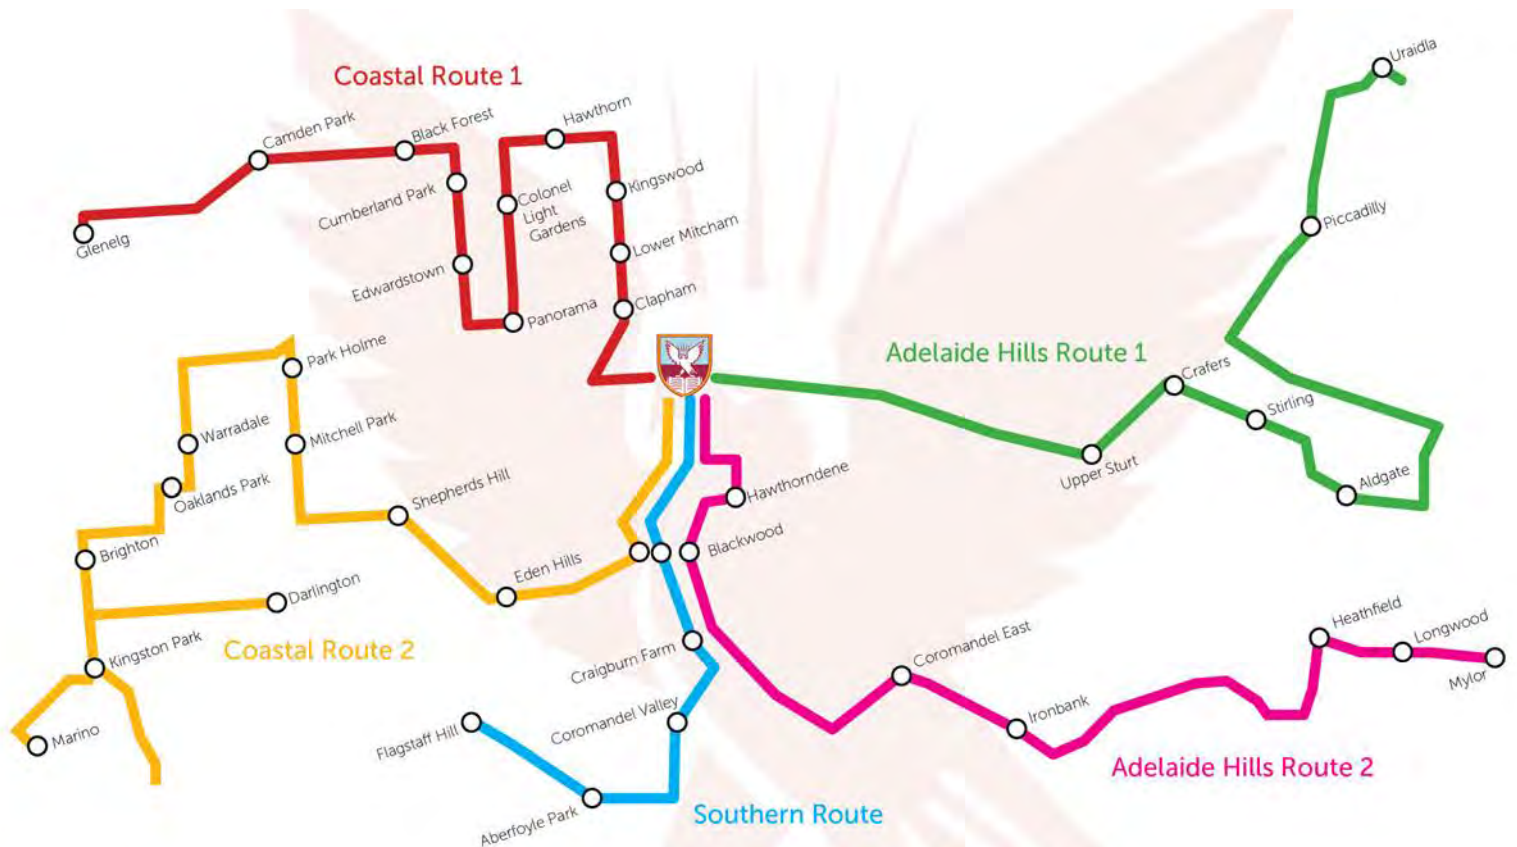 Coastal Route 1
Glenelg
Camden Park
Black Forest
Cumberland Park
Edwardstown
Panorama
Colonel
Light
Gardens
Hawthorn
Kingswood
Lower Mitcham
Clapham
Adelaide Hills Route 1
Uraidla
Piccadilly
Crafers
Stirling
Aldgate
Upper Sturt
Park Holme
Mitchell Park
Warradale
Oaklands Park
Shepherds Hill
Brighton
Eden Hills
Darlington
Kingston Park
Marino
Coastal Route 2
Hawthorndene
Blackwood
Craigburn Farm
Coromandel Valley
Flagstaff Hill
Aberfoyle Park
Southern Route
Coromandel East
Ironbank
Heathfield
Longwood
Mylor
Adelaide Hills Route 2